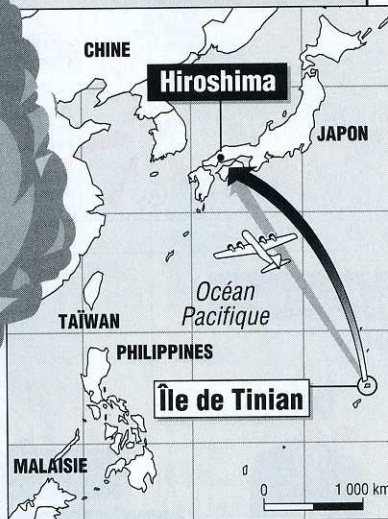 CHINE
Hiroshima
JAPON
Océan
Pacifique
TAÏWAN
PHILIPPINES
Île de Tinian
MALAISIE
0 1 000 km